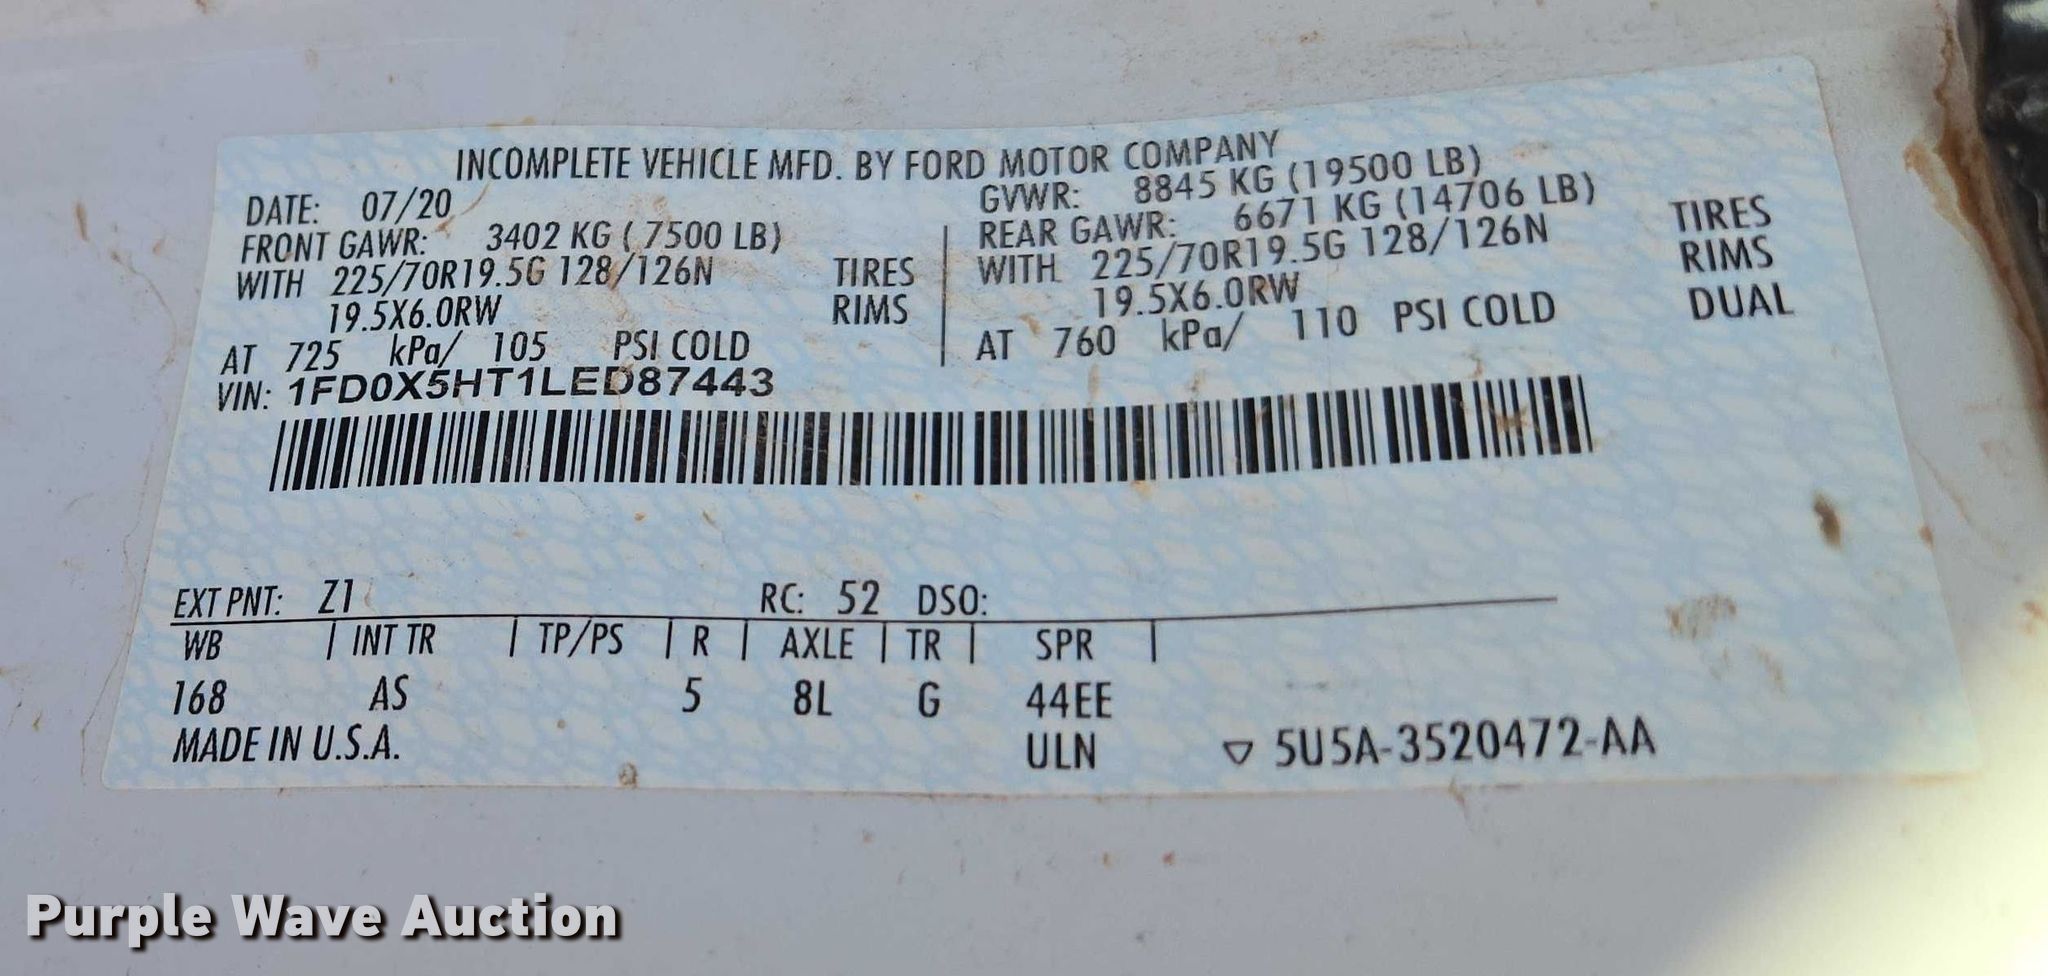 INCOMPLETE VEHICLE MFD. BY FORD MOTOR COMPANY
DATE: 07/20 GVWR: 8845 KG (19500 LB)
FRONT GAWR: 3402 KG ( 7500 LB) REAR GAWR: 6671 KG (14706 LB)
WITH 225/70R19.5G 128/126N TIRES WITH 225/70R19.5G 128/126N TIRES
19.5X6.0RW RIMS 19.5X6.0RW RIMS
AT 725 kPa/ 105 PSI COLD AT 760 kPa/ 110 PSI COLD DUAL
VIN: 1FD0X5HT1LED87443
EXT PNT: Z1 RC: 52 DSO:
WB | INT TR | TP/PS | R | AXLE | TR | SPR |
168 AS 5 8L G 44EE
MADE IN U.S.A. ULN ▽ 5U5A-3520472-AA
Purple Wave Auction